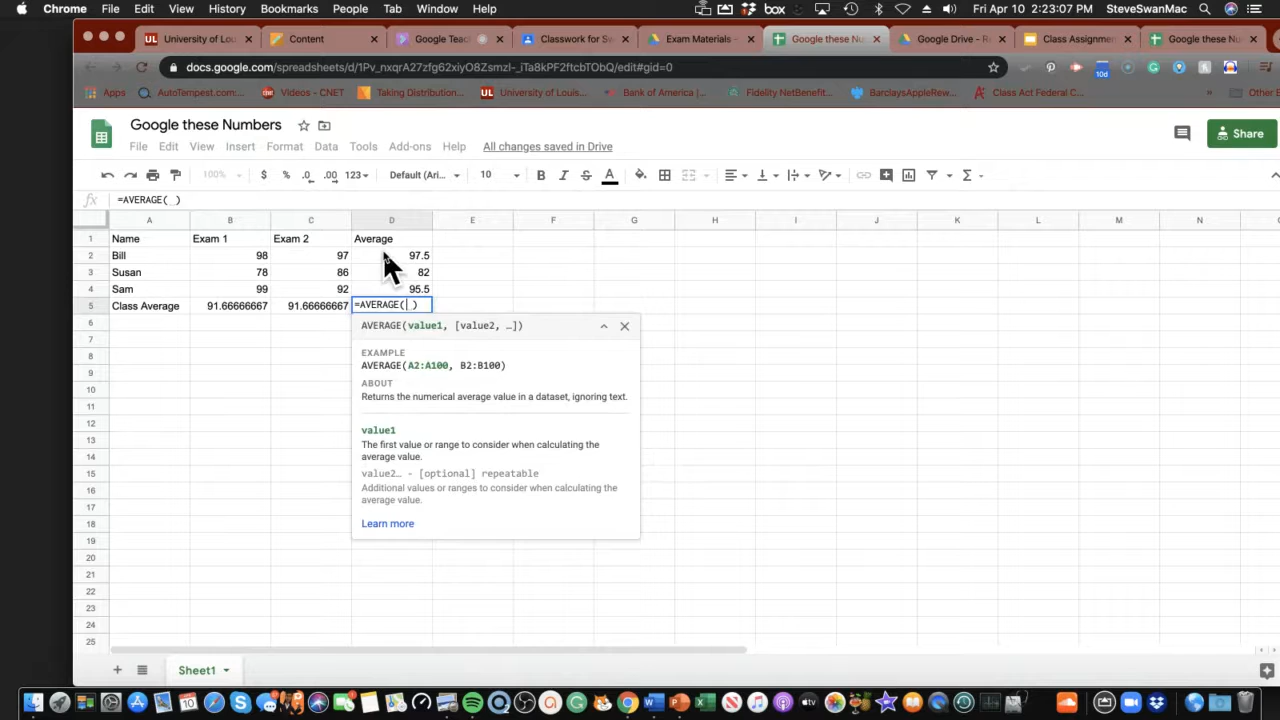 Chrome File Edit View History Bookmarks People Tab Window Help box Fri Apr 10 2:23:07 PM SteveSwanMac
University of Lou Content Google Teac Classwork for Sw Exam Materials - Google these Nu Google Drive - R Class Assignmen Google these Num
docs.google.com/spreadsheets/d/1Pv_nxqrA27zfg62xiyO8Zsmzl-_iTa8kPF2ftcbTObQ/edit#gid=0
Apps AutoTempest.com:... Videos - CNET Taking Distribution... University of Louis... Bank of America |... Fidelity NetBenefit... BarclaysAppleRew... Class Act Federal C... » Other B
Google these Numbers
File Edit View Insert Format Data Tools Add-ons Help All changes saved in Drive
Share
100% $ % .0 .00 123 Default (Ari... 10 B I S A Σ
fx =AVERAGE( )
A B C D E F G H I J K L M N
1 Name Exam 1 Exam 2 Average
2 Bill 98 97 97.5
3 Susan 78 86 82
4 Sam 99 92 95.5
5 Class Average 91.66666667 91.66666667 =AVERAGE( )
6
AVERAGE(value1, [value2, …])
7
8
EXAMPLE
9
AVERAGE(A2:A100, B2:B100)
ABOUT
10
Returns the numerical average value in a dataset, ignoring text.
11
12
value1
13
The first value or range to consider when calculating the
average value.
14
value2… - [optional] repeatable
15
Additional values or ranges to consider when calculating the
16
average value.
17
Learn more
18
19
20
21
22
23
24
25
Sheet1